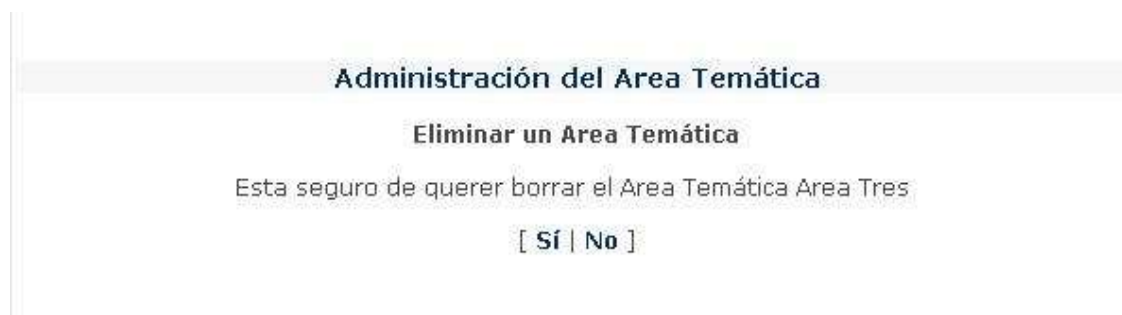 Administración del Area Temática
Eliminar un Area Temática
Esta seguro de querer borrar el Area Temática Area Tres
[ Sí | No ]